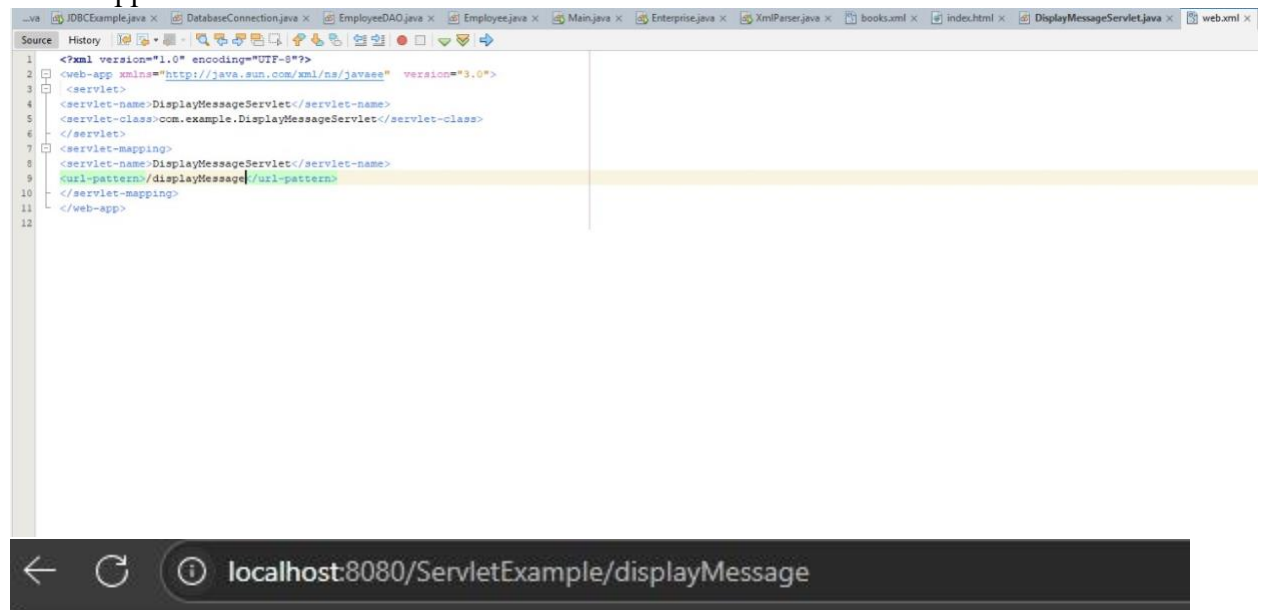 ...va JDBCExample.java × DatabaseConnection.java × EmployeeDAO.java × Employee.java × Main.java × Enterprise.java × XmlParser.java × books.xml × index.html × DisplayMessageServlet.java × web.xml ×
Source History
1 <?xml version="1.0" encoding="UTF-8"?>
2 <web-app xmlns="http://java.sun.com/xml/ns/javaee" version="3.0">
3 <servlet>
4 <servlet-name>DisplayMessageServlet</servlet-name>
5 <servlet-class>com.example.DisplayMessageServlet</servlet-class>
6 </servlet>
7 <servlet-mapping>
8 <servlet-name>DisplayMessageServlet</servlet-name>
9 <url-pattern>/displayMessage</url-pattern>
10 </servlet-mapping>
11 </web-app>
12
localhost:8080/ServletExample/displayMessage